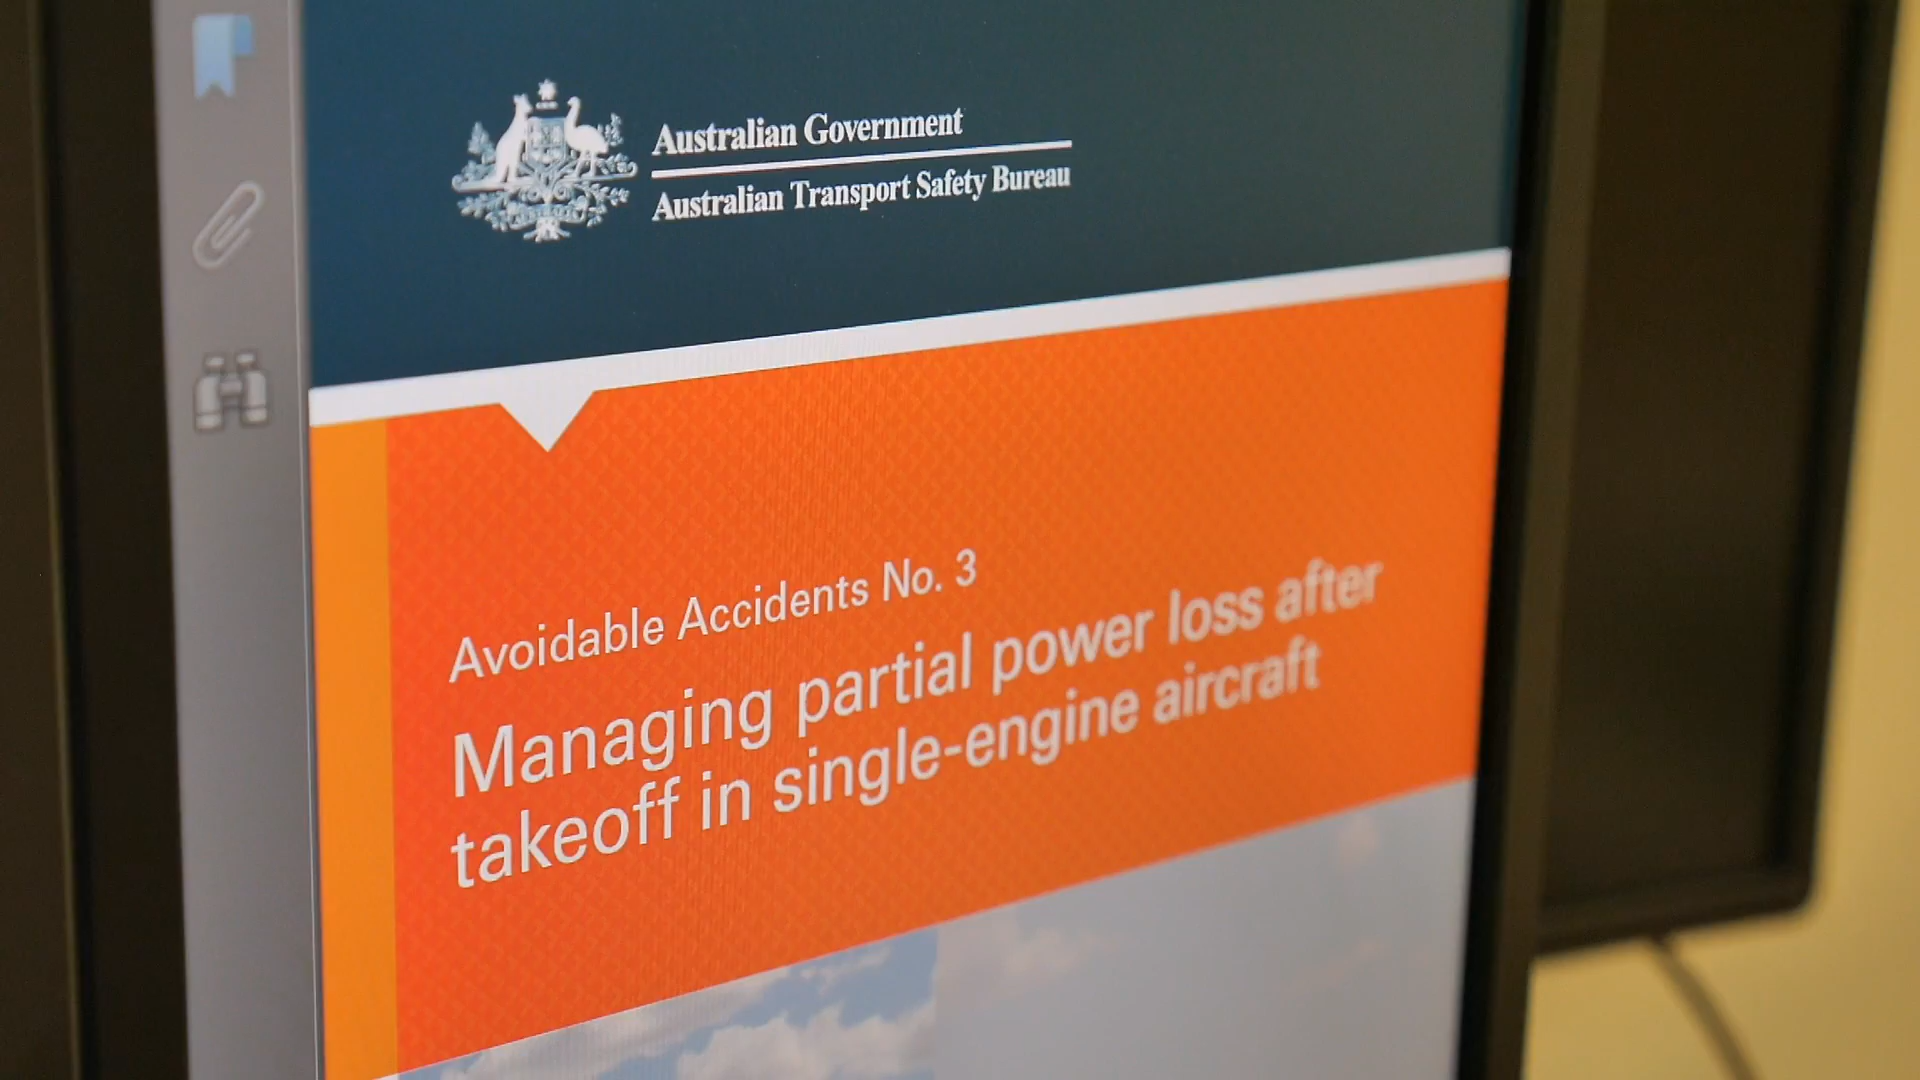 Australian Government
Australian Transport Safety Bureau
Avoidable Accidents No. 3
Managing partial power loss after
takeoff in single-engine aircraft